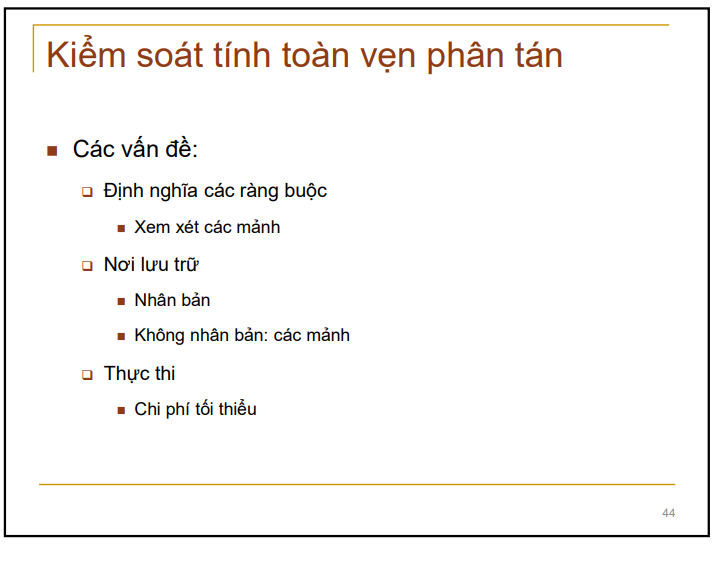 Kiểm soát tính toàn vẹn phân tán
Các vấn đề:
Định nghĩa các ràng buộc
Xem xét các mảnh
Nơi lưu trữ
Nhân bản
Không nhân bản: các mảnh
Thực thi
Chi phí tối thiểu
44